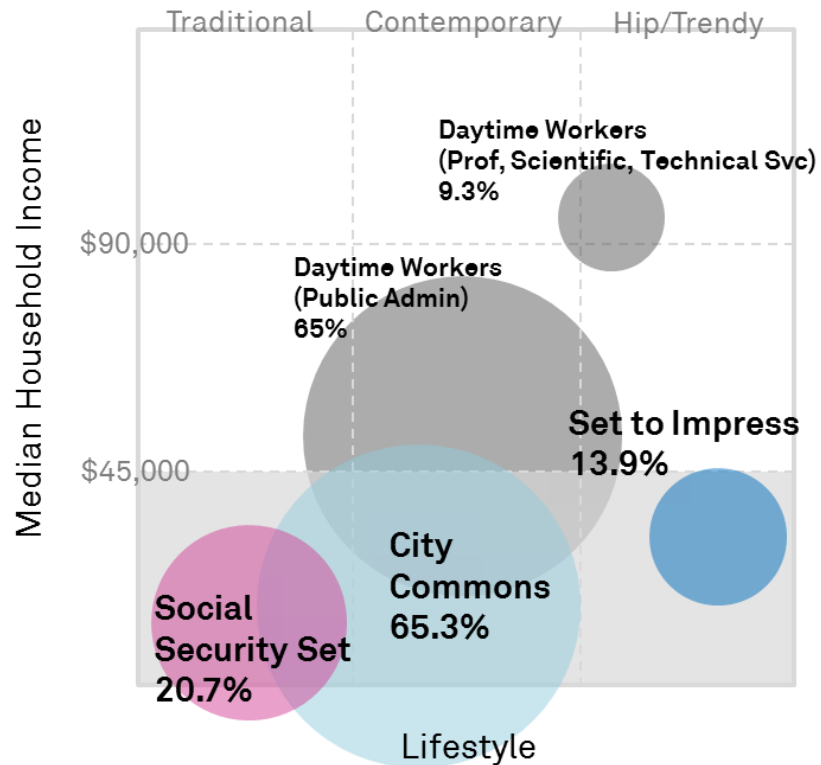 Traditional
Contemporary
Hip/Trendy
Median Household Income
Daytime Workers
(Prof, Scientific, Technical Svc)
9.3%
$90,000
Daytime Workers
(Public Admin)
65%
Set to Impress
13.9%
$45,000
City
Commons
65.3%
Social
Security Set
20.7%
Lifestyle